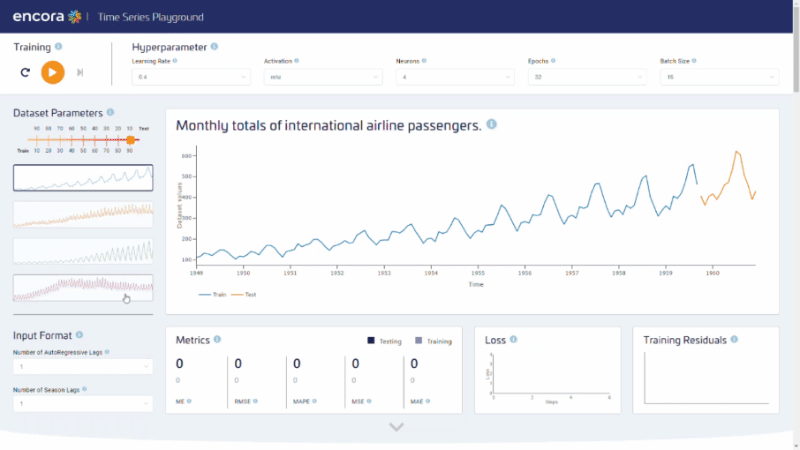 encora | Time Series Playground
Training
Hyperparameter
Learning Rate
Activation
Neurons
Epochs
Batch Size
0.4
relu
4
32
16
Dataset Parameters
90 80 70 60 50 40 30 20 10 Test
Train 10 20 30 40 50 60 70 80 90
Monthly totals of international airline passengers.
Dataset values
600
500
400
300
200
100
1949 1950 1951 1952 1953 1954 1955 1956 1957 1958 1959 1960
Time
Train Test
Input Format
Number of AutoRegressive Lags
1
Number of Season Lags
1
Metrics
Testing Training
0 0 0 0 0
0 0 0 0 0
ME RMSE MAPE MSE MAE
Loss
Loss
Steps
Training Residuals